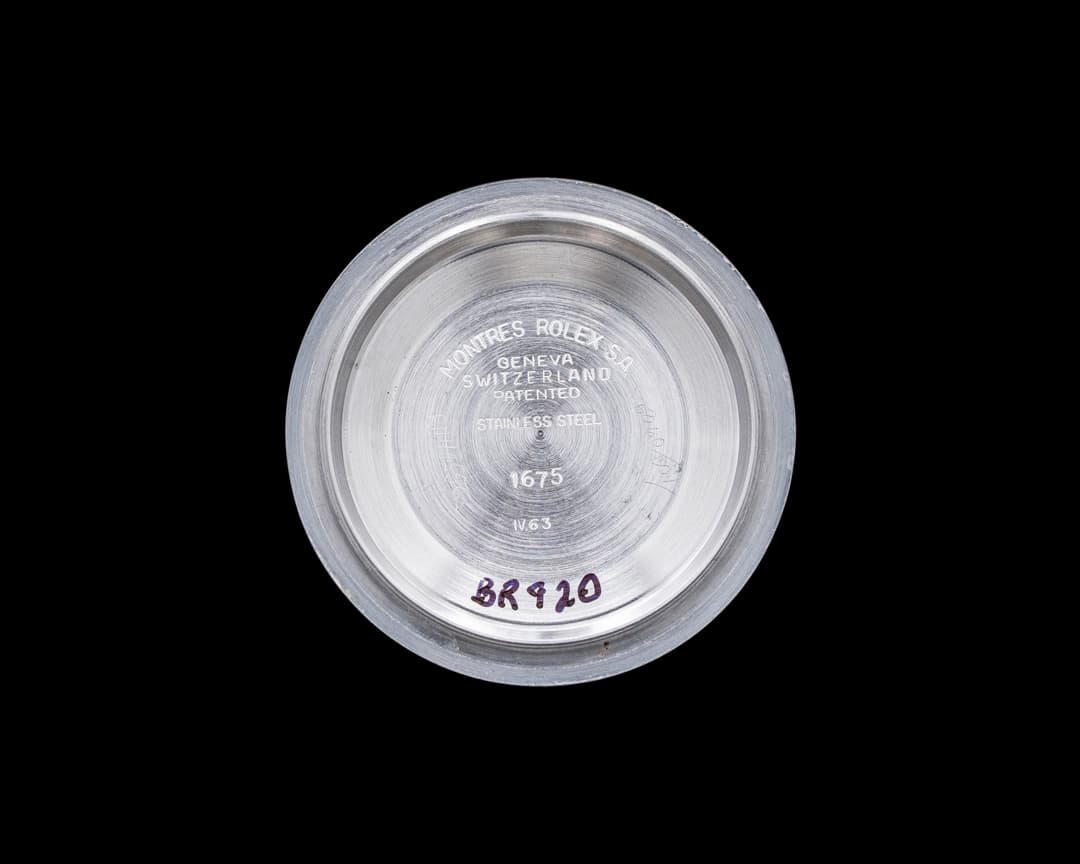 MONTRES ROLEX S.A
GENEVA
SWITZERLAND
PATENTED
STAINLESS STEEL
1675
IV.63
BR920